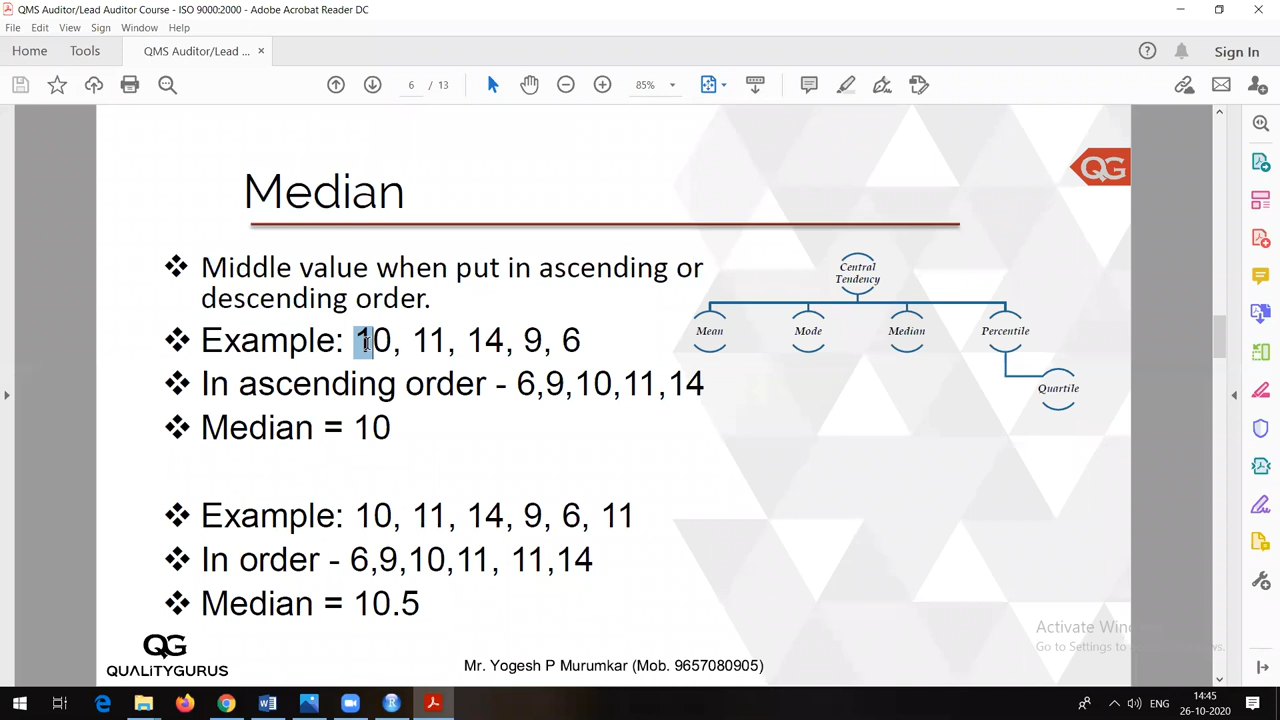 QMS Auditor/Lead Auditor Course - ISO 9000:2000 - Adobe Acrobat Reader DC
File Edit View Sign Window Help
Home Tools QMS Auditor/Lead ... × Sign In
6 / 13 85%
QG
Median
Middle value when put in ascending or
descending order.
Example: 10, 11, 14, 9, 6
In ascending order - 6,9,10,11,14
Median = 10
Example: 10, 11, 14, 9, 6, 11
In order - 6,9,10,11, 11,14
Median = 10.5
Central
Tendency
Mean Mode Median Percentile
Quartile
QG
QUALITYGURUS
Mr. Yogesh P Murumkar (Mob. 9657080905)
Activate Win
Go to Settings to
ENG
14:45
26-10-2020